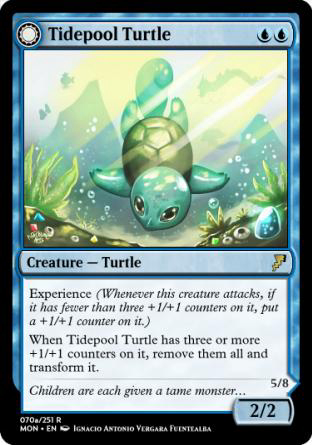 Tidepool Turtle
Creature — Turtle
Experience (Whenever this creature attacks, if
it has fewer than three +1/+1 counters on it, put
a +1/+1 counter on it.)
When Tidepool Turtle has three or more
+1/+1 counters on it, remove them all and
transform it.
Children are each given a tame monster…
5/8
2/2
070a/251 R
MON • EN Ignacio Antonio Vergara Fuentealba